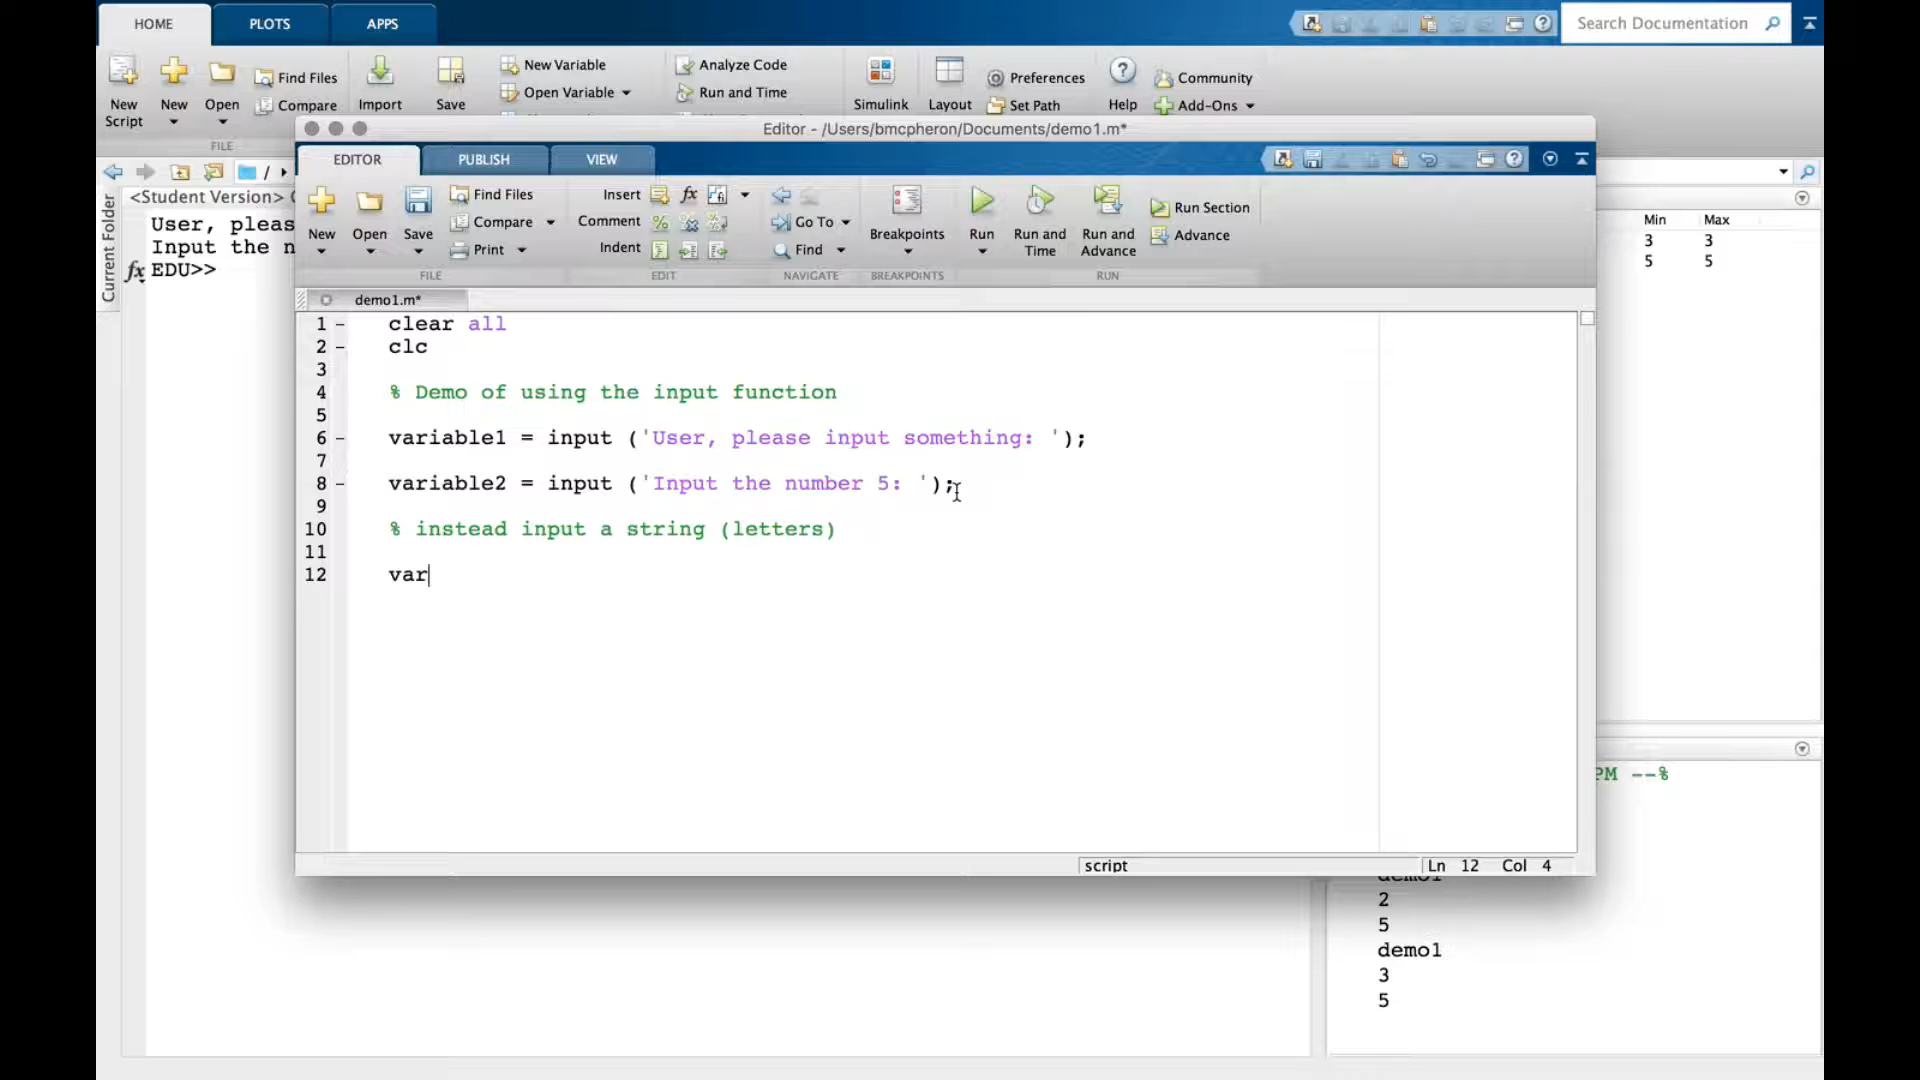 HOME PLOTS APPS Search Documentation
New Script New Open Find Files Compare Import Save New Variable Open Variable Analyze Code Run and Time Simulink Layout Preferences Set Path Help Community Add-Ons
FILE
Editor - /Users/bmcpheron/Documents/demo1.m*
EDITOR PUBLISH VIEW
/
Current Folder
<Student Version>
User, pleas
Input the n
fx EDU>>
New Open Save Find Files Compare Print Insert fx Comment Indent Go To Find Breakpoints Run Run and Time Run and Advance Run Section Advance
FILE EDIT NAVIGATE BREAKPOINTS RUN
Min Max
3 3
5 5
demo1.m*
1 clear all
2 clc
3
4 % Demo of using the input function
5
6 variable1 = input ('User, please input something: ');
7
8 variable2 = input ('Input the number 5: ');
9
10 % instead input a string (letters)
11
12 var
PM --%
script Ln 12 Col 4
demo1
2
5
demo1
3
5